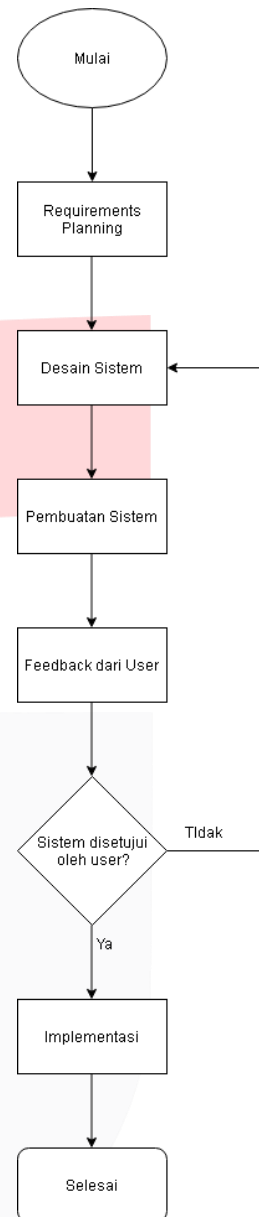 Mulai
Requirements
Planning
Desain Sistem
Pembuatan Sistem
Feedback dari User
Sistem disetujui
oleh user?
TIdak
Ya
Implementasi
Selesai